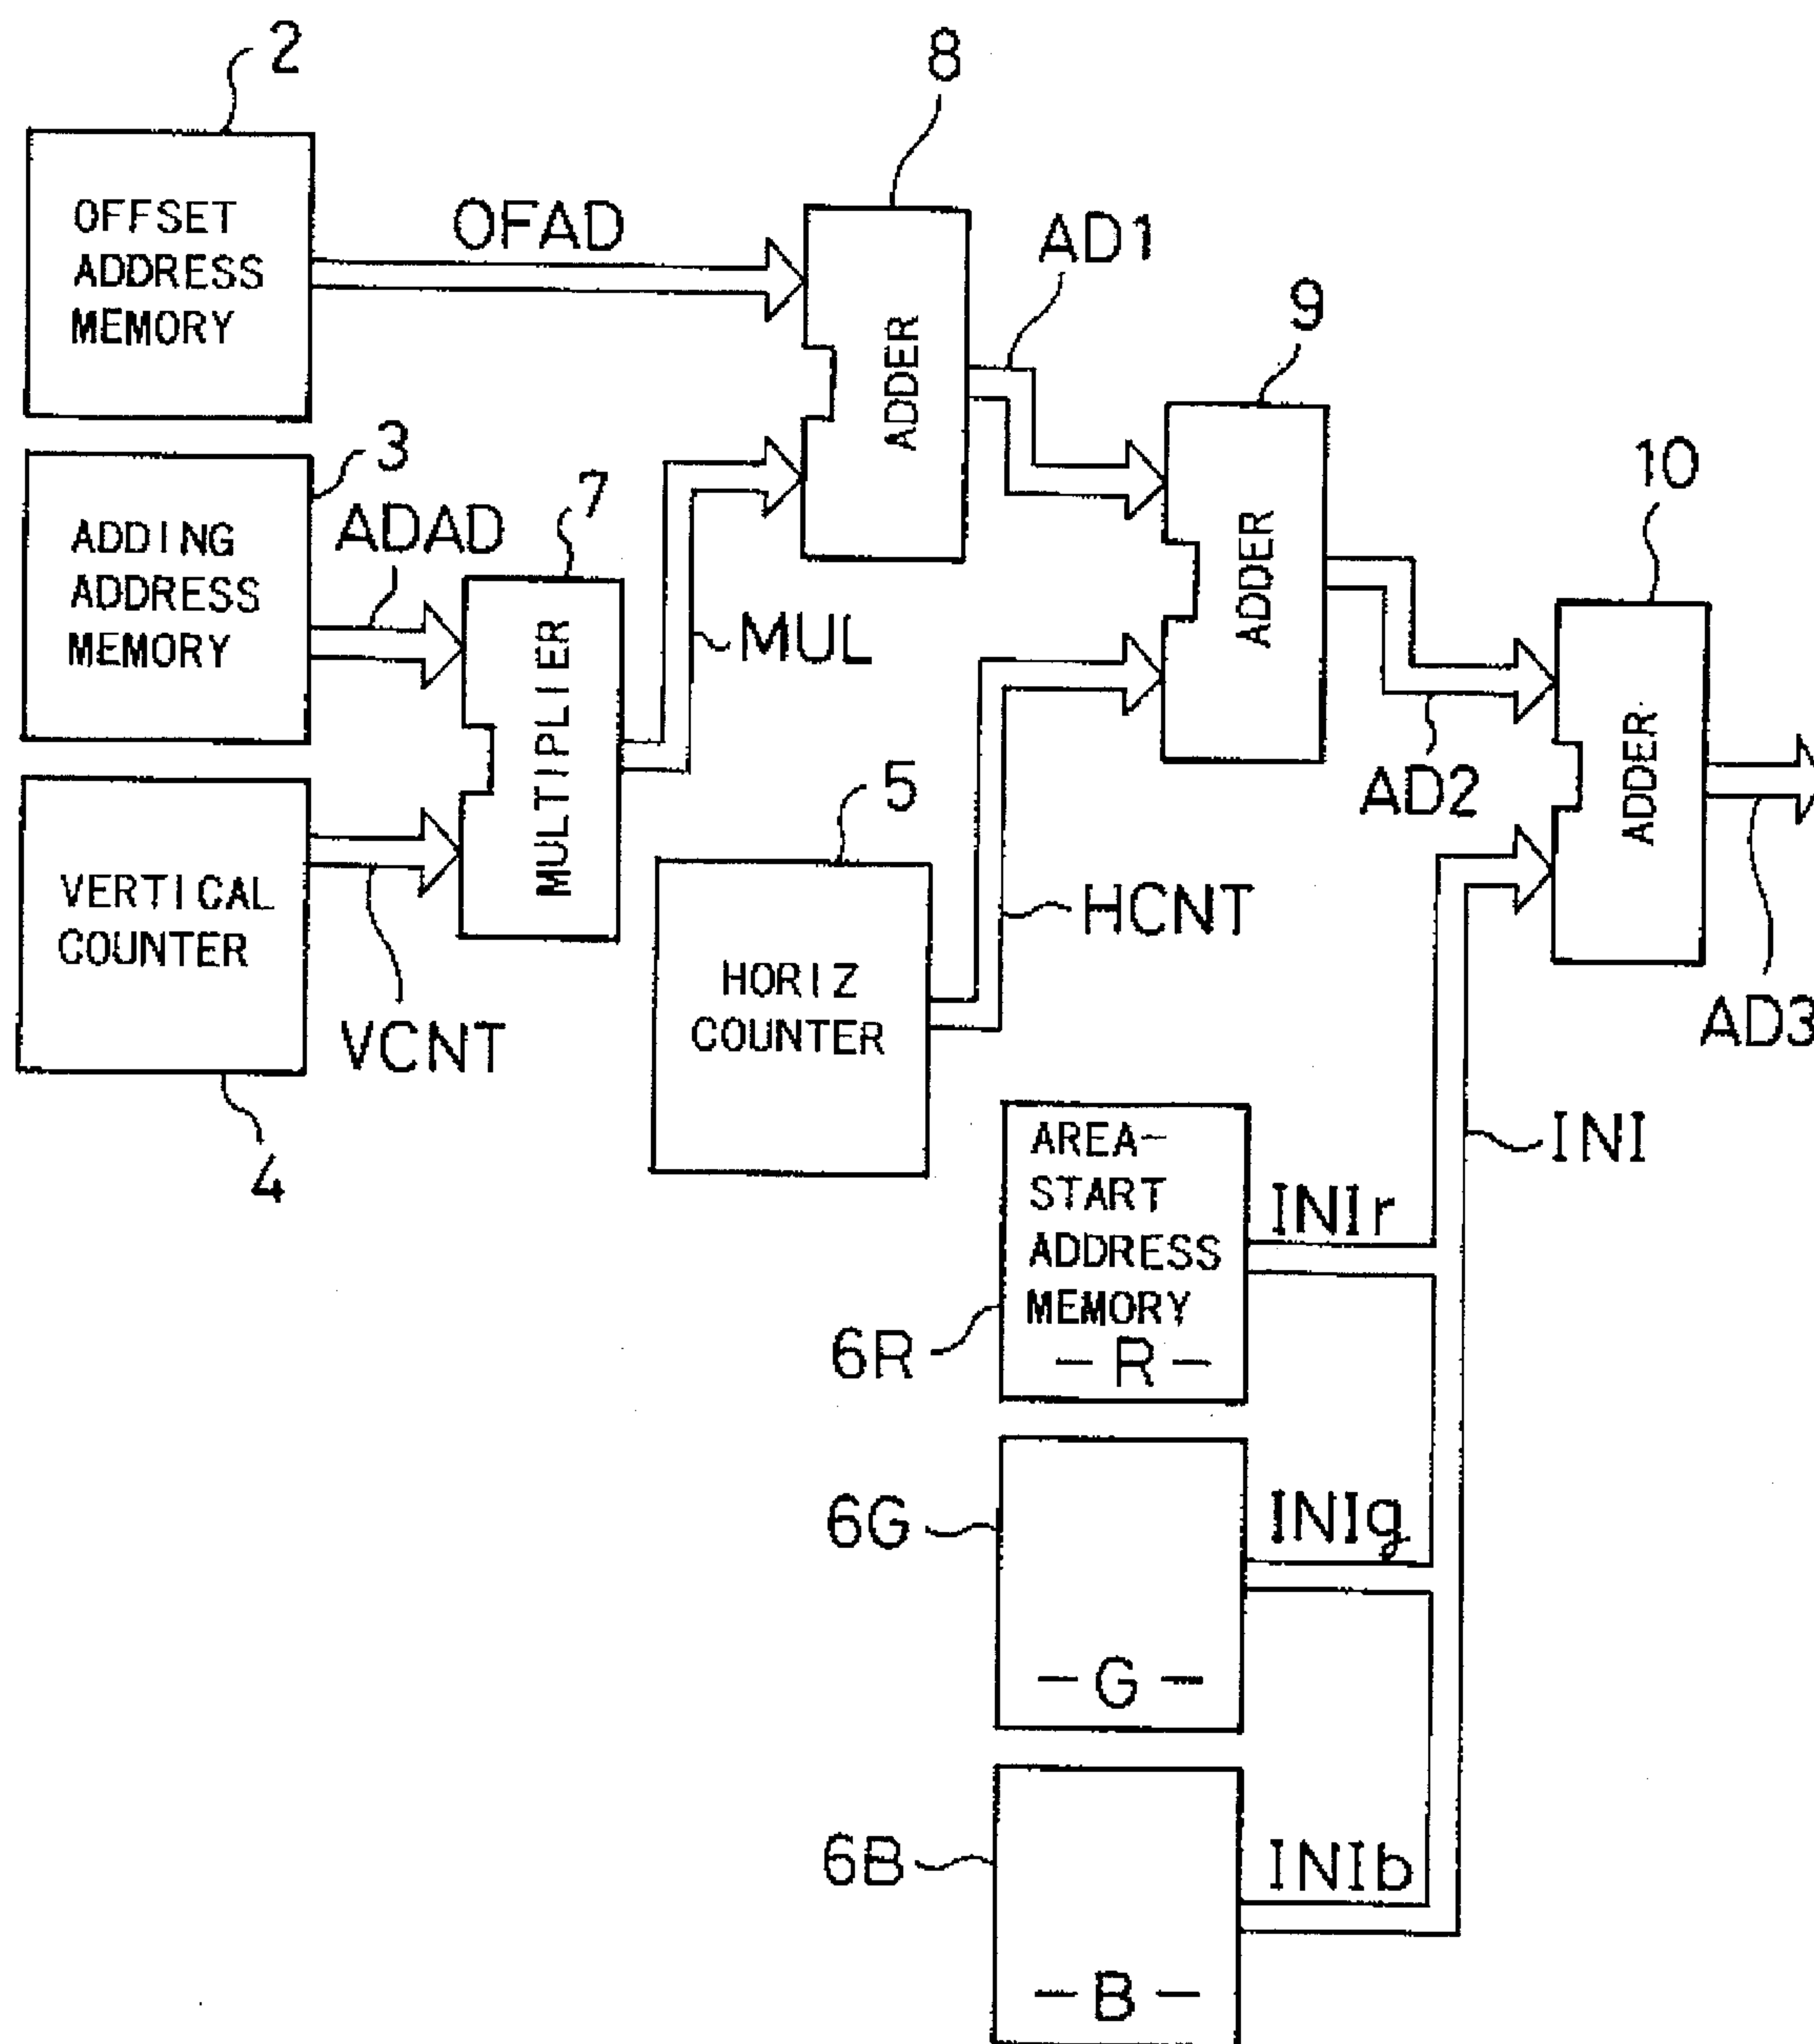 2
8
OFFSET
ADDRESS
MEMORY
OFAD
ADDER
AD1
9
3
ADDING
ADDRESS
MEMORY
ADAD
7
MULTIPLIER
MUL
ADDER
10
VERTICAL
COUNTER
VCNT
4
5
HORIZ
COUNTER
HCNT
AD2
ADDER
AD3
INI
AREA-
START
ADDRESS
MEMORY
-R-
6R
INIr
6G
INIg
-G-
6B
INIb
-B-